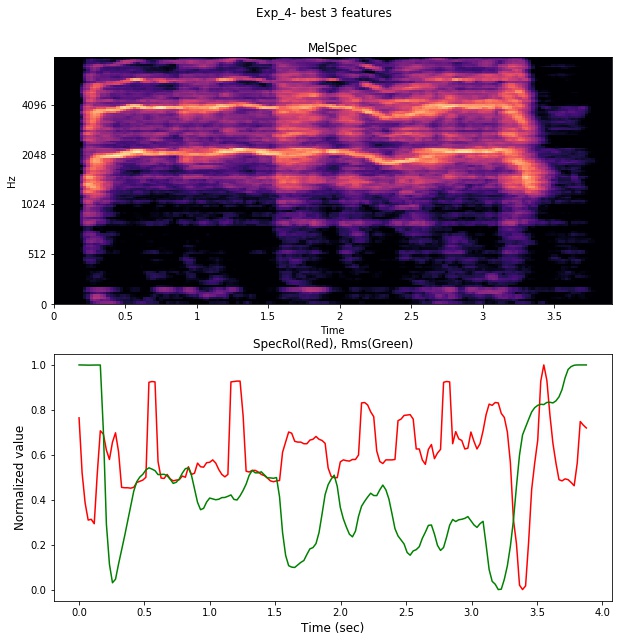 Exp_4- best 3 features
MelSpec
Hz
4096
2048
1024
512
0
0 0.5 1 1.5 2 2.5 3 3.5
Time
SpecRol(Red), Rms(Green)
Normalized value
1.0
0.8
0.6
0.4
0.2
0.0
0.0 0.5 1.0 1.5 2.0 2.5 3.0 3.5 4.0
Time (sec)